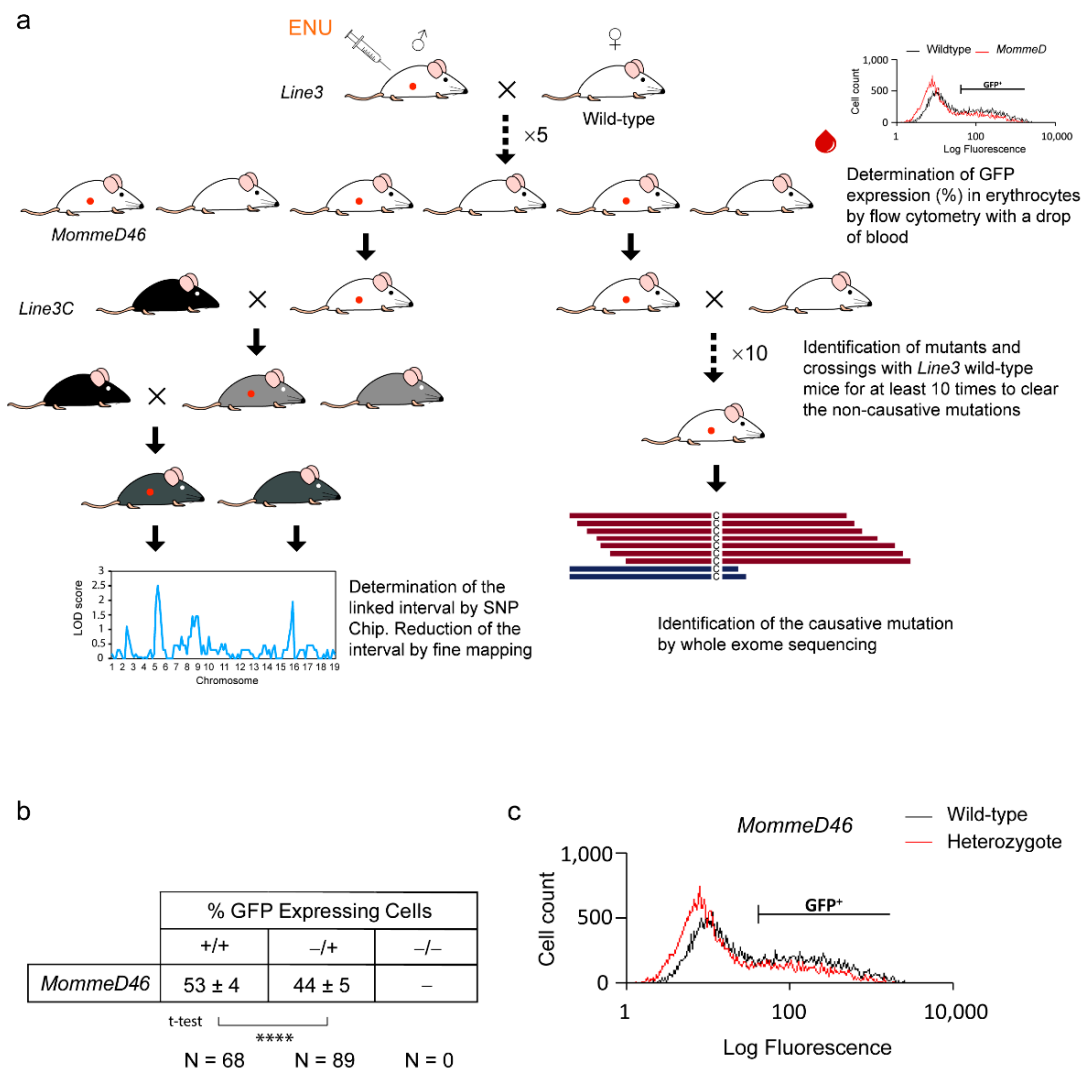 a
ENU
♂
♀
Line3
×
Wild-type
×5
Wildtype MommeD
1,000
500
0
Cell count
GFP⁺
1 100 10,000
Log Fluorescence
Determination of GFP
expression (%) in erythrocytes
by flow cytometry with a drop
of blood
MommeD46
Line3C
×
×
×10
Identification of mutants and
crossings with Line3 wild-type
mice for at least 10 times to clear
the non-causative mutations
×
C
C
C
C
C
C
C
C
C
3
2.5
2
1.5
1
0.5
0
LOD score
1 2 3 4 5 6 7 8 9 10 11 12 13 14 15 16 17 18 19
Chromosome
Determination of the
linked interval by SNP
Chip. Reduction of the
interval by fine mapping
Identification of the causative mutation
by whole exome sequencing
b
% GFP Expressing Cells
+/+ –/+ –/–
MommeD46 53 ± 4 44 ± 5 –
t-test
****
N = 68 N = 89 N = 0
c
MommeD46
Wild-type
Heterozygote
1,000
500
0
Cell count
GFP⁺
1 100 10,000
Log Fluorescence